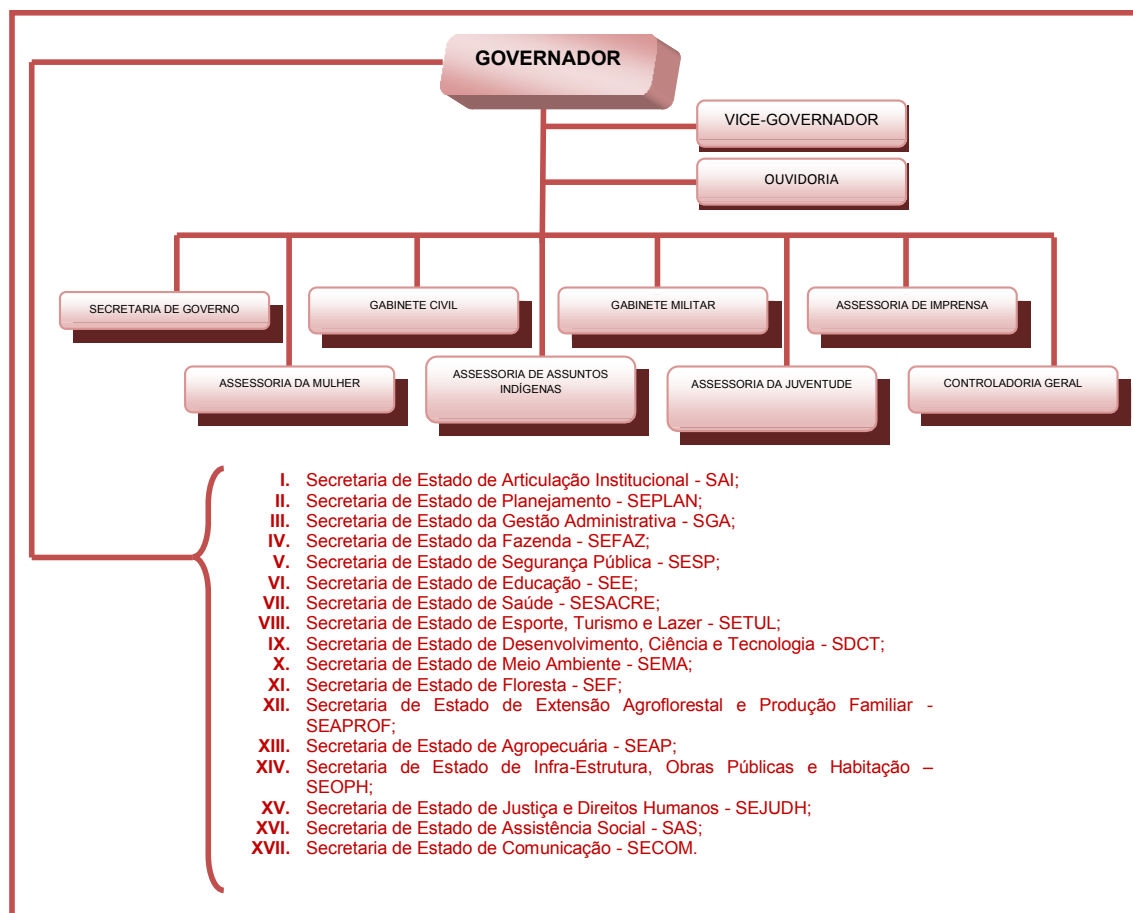 GOVERNADOR
VICE-GOVERNADOR
OUVIDORIA
SECRETARIA DE GOVERNO
GABINETE CIVIL
GABINETE MILITAR
ASSESSORIA DE IMPRENSA
ASSESSORIA DA MULHER
ASSESSORIA DE ASSUNTOS
INDÍGENAS
ASSESSORIA DA JUVENTUDE
CONTROLADORIA GERAL
I. Secretaria de Estado de Articulação Institucional - SAI;
II. Secretaria de Estado de Planejamento - SEPLAN;
III. Secretaria de Estado da Gestão Administrativa - SGA;
IV. Secretaria de Estado da Fazenda - SEFAZ;
V. Secretaria de Estado de Segurança Pública - SESP;
VI. Secretaria de Estado de Educação - SEE;
VII. Secretaria de Estado de Saúde - SESACRE;
VIII. Secretaria de Estado de Esporte, Turismo e Lazer - SETUL;
IX. Secretaria de Estado de Desenvolvimento, Ciência e Tecnologia - SDCT;
X. Secretaria de Estado de Meio Ambiente - SEMA;
XI. Secretaria de Estado de Floresta - SEF;
XII. Secretaria de Estado de Extensão Agroflorestal e Produção Familiar -
SEAPROF;
XIII. Secretaria de Estado de Agropecuária - SEAP;
XIV. Secretaria de Estado de Infra-Estrutura, Obras Públicas e Habitação –
SEOPH;
XV. Secretaria de Estado de Justiça e Direitos Humanos - SEJUDH;
XVI. Secretaria de Estado de Assistência Social - SAS;
XVII. Secretaria de Estado de Comunicação - SECOM.